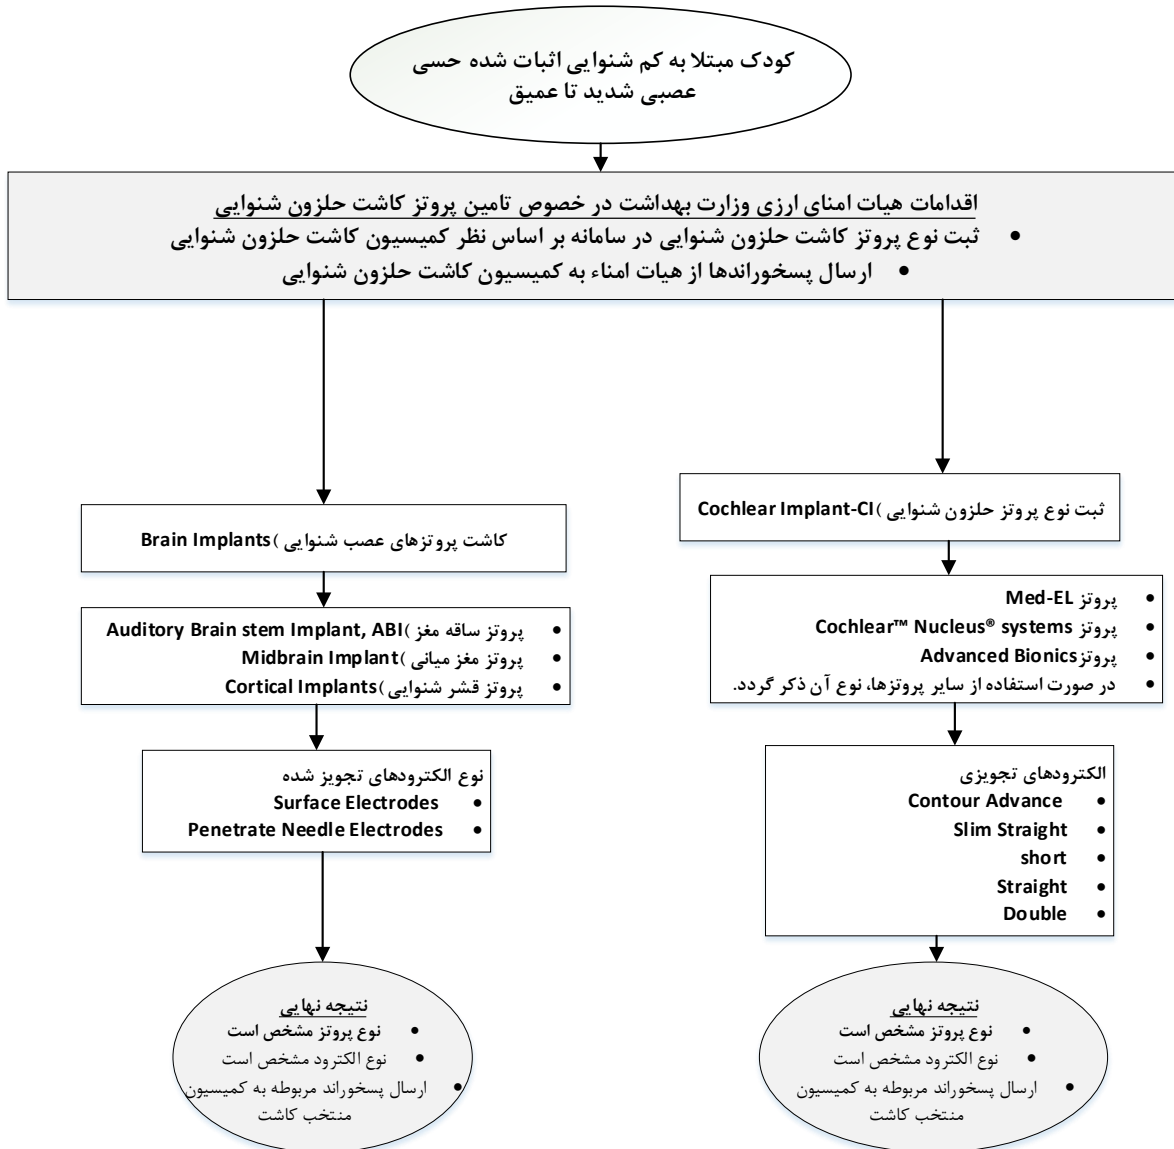 کودک مبتلا به کم شنوایی اثبات شده حسی
عصبی شدید تا عمیق
اقدامات هیات امنای ارزی وزارت بهداشت در خصوص تامین پروتز کاشت حلزون شنوایی
• ثبت نوع پروتز کاشت حلزون شنوایی در سامانه بر اساس نظر کمیسیون کاشت حلزون شنوایی
• ارسال پسخوراندها از هیات امناء به کمیسیون کاشت حلزون شنوایی
ثبت نوع پروتز حلزون شنوایی )Cochlear Implant-CI
• پروتز Med-EL
• پروتز Cochlear™ Nucleus® systems
• پروتزAdvanced Bionics
• در صورت استفاده از سایر پروتزها، نوع آن ذکر گردد.
الکترودهای تجویزی
• Contour Advance
• Slim Straight
• short
• Straight
• Double
نتیجه نهایی
• نوع پروتز مشخص است
• نوع الکترود مشخص است
• ارسال پسخوراند مربوطه به کمیسیون
منتخب کاشت
کاشت پروتزهای عصب شنوایی )Brain Implants
• پروتز ساقه مغز )Auditory Brain stem Implant, ABI
• پروتز مغز میانی )Midbrain Implant
• پروتز قشر شنوایی )Cortical Implants
نوع الکترودهای تجویز شده
• Surface Electrodes
• Penetrate Needle Electrodes
نتیجه نهایی
• نوع پروتز مشخص است
• نوع الکترود مشخص است
• ارسال پسخوراند مربوطه به کمیسیون
منتخب کاشت